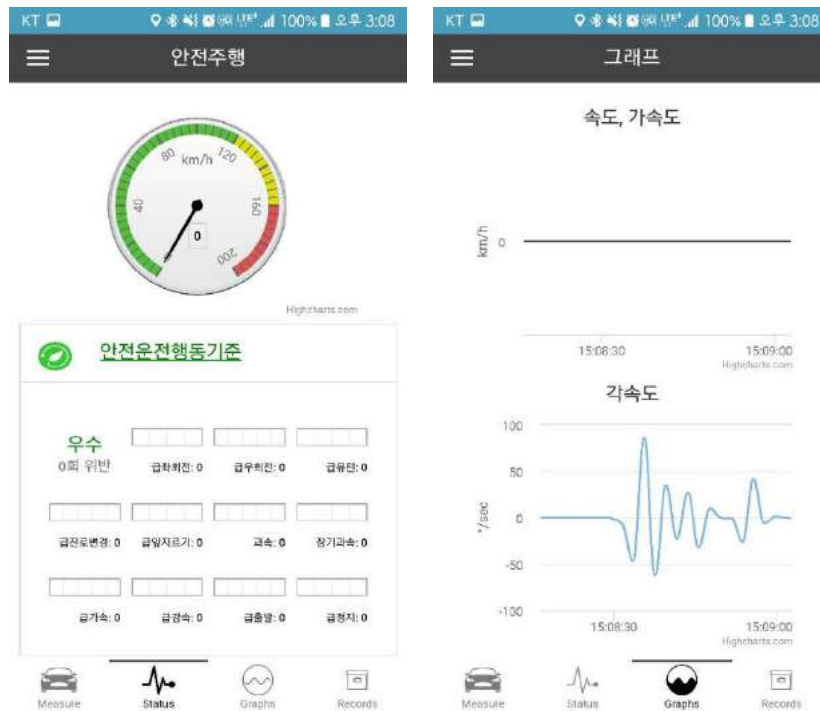 KT 100% 오후 3:08
안전주행
40
80
km/h
120
160
200
0
Highcharts.com
안전운전행동기준
우수
0회 위반
급좌회전: 0 급우회전: 0 급유턴: 0
급진로변경: 0 급앞지르기: 0 과속: 0 장기과속: 0
급가속: 0 급감속: 0 급출발: 0 급정지: 0
Measure Status Graphs Records
KT 100% 오후 3:08
그래프
속도, 가속도
km/h
0
15:08:30 15:09:00
Highcharts.com
각속도
100
50
°/sec
0
-50
-100
15:08:30 15:09:00
Highcharts.com
Measure Status Graphs Records